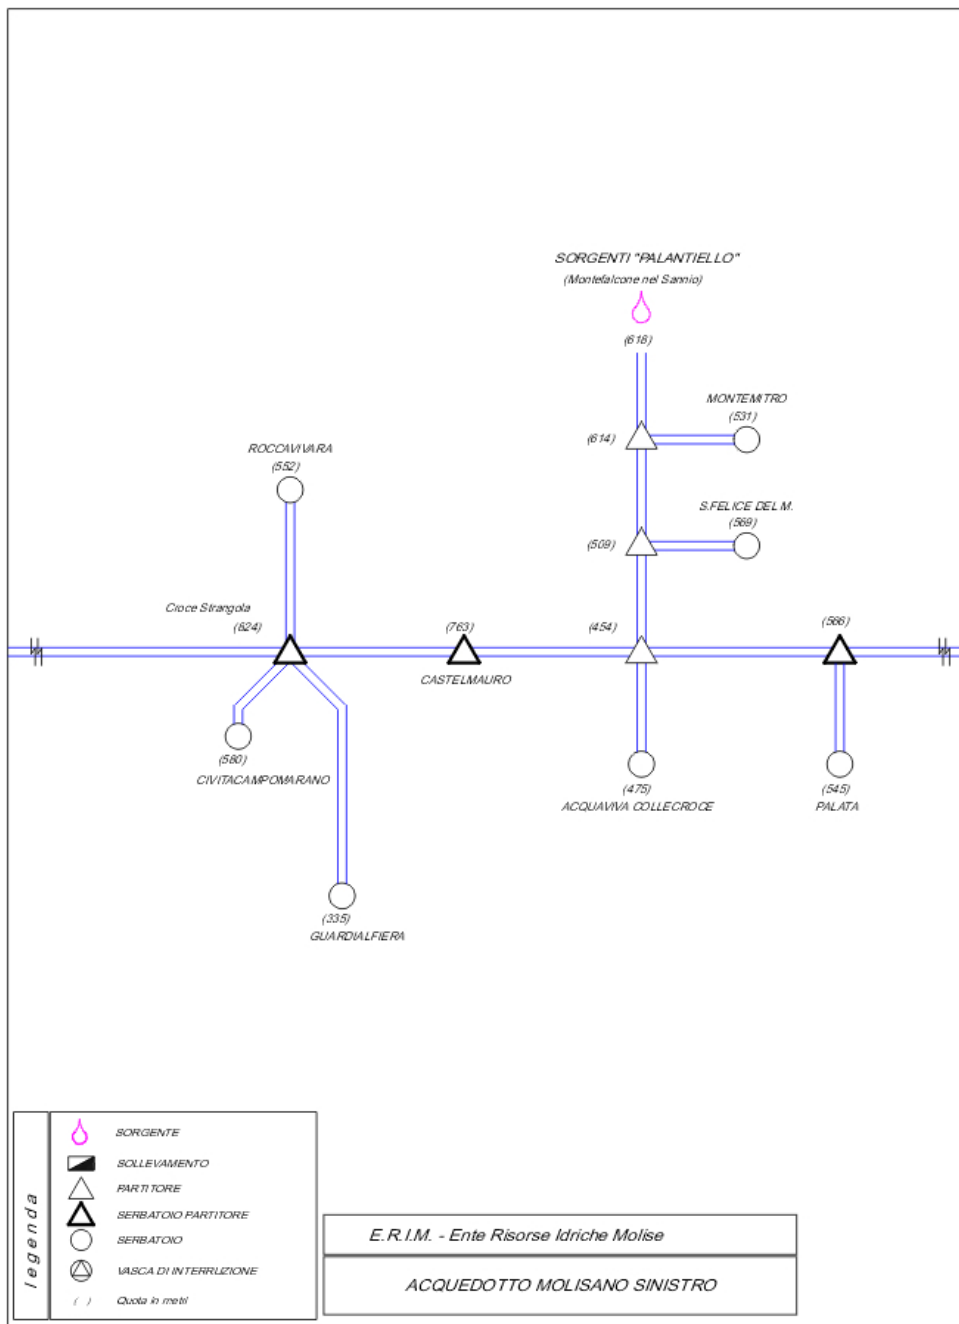 SORGENTI "PALANTIELLO"
(Montefalcone nel Sannio)
(618)
MONTEMITRO
(531)
(614)
ROCCAVIVARA
(552)
S.FELICE DEL M.
(569)
(509)
Croce Strangola
(824)
(763)
(454)
(566)
CASTELMAURO
(580)
CIVITACAMPOMARANO
(475)
ACQUAVIVA COLLECROCE
(545)
PALATA
(335)
GUARDIALFIERA
legenda
SORGENTE
SOLLEVAMENTO
PARTITORE
SERBATOIO PARTITORE
SERBATOIO
VASCA DI INTERRUZIONE
( ) Quota in metri
E.R.I.M. - Ente Risorse Idriche Molise
ACQUEDOTTO MOLISANO SINISTRO